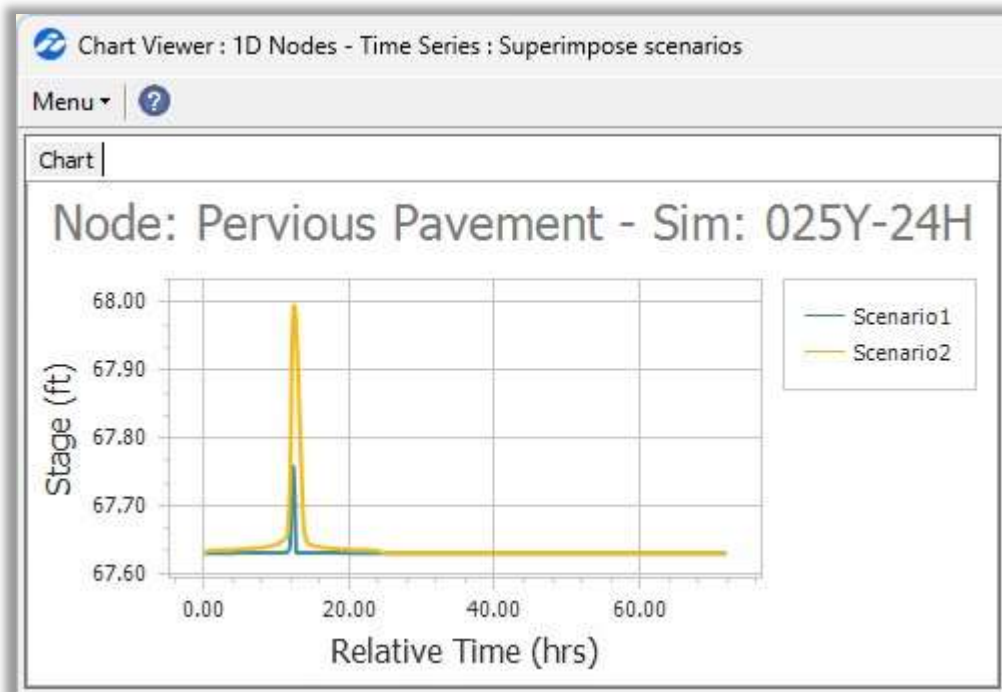 Chart Viewer : 1D Nodes - Time Series : Superimpose scenarios
Menu
Chart
Node: Pervious Pavement - Sim: 025Y-24H
68.00
67.90
67.80
67.70
67.60
Stage (ft)
0.00 20.00 40.00 60.00
Relative Time (hrs)
Scenario1
Scenario2